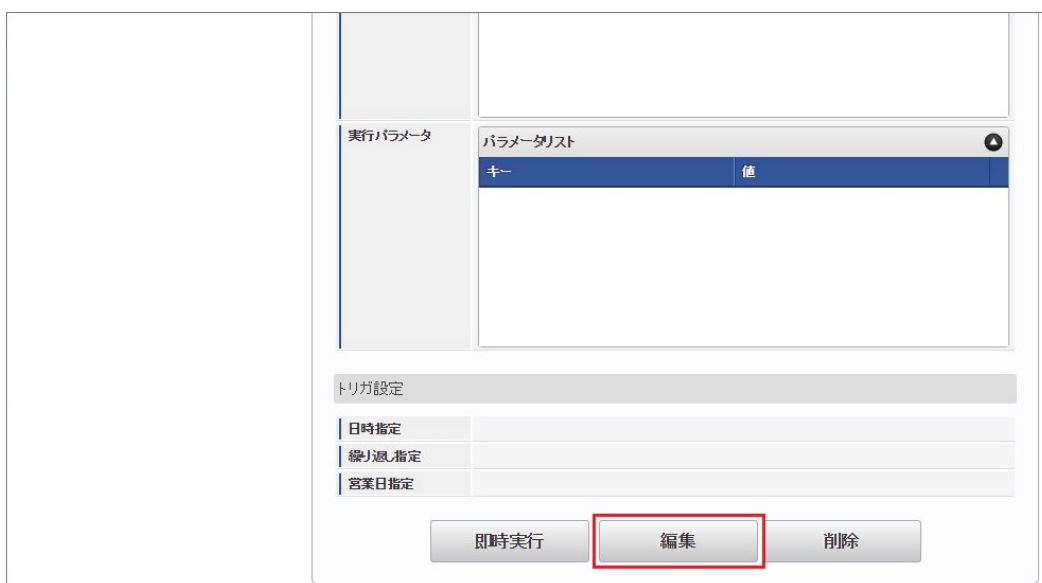 実行パラメータ
パラメータリスト
キー 値
トリガ設定
日時指定
繰り返し指定
営業日指定
即時実行 編集 削除